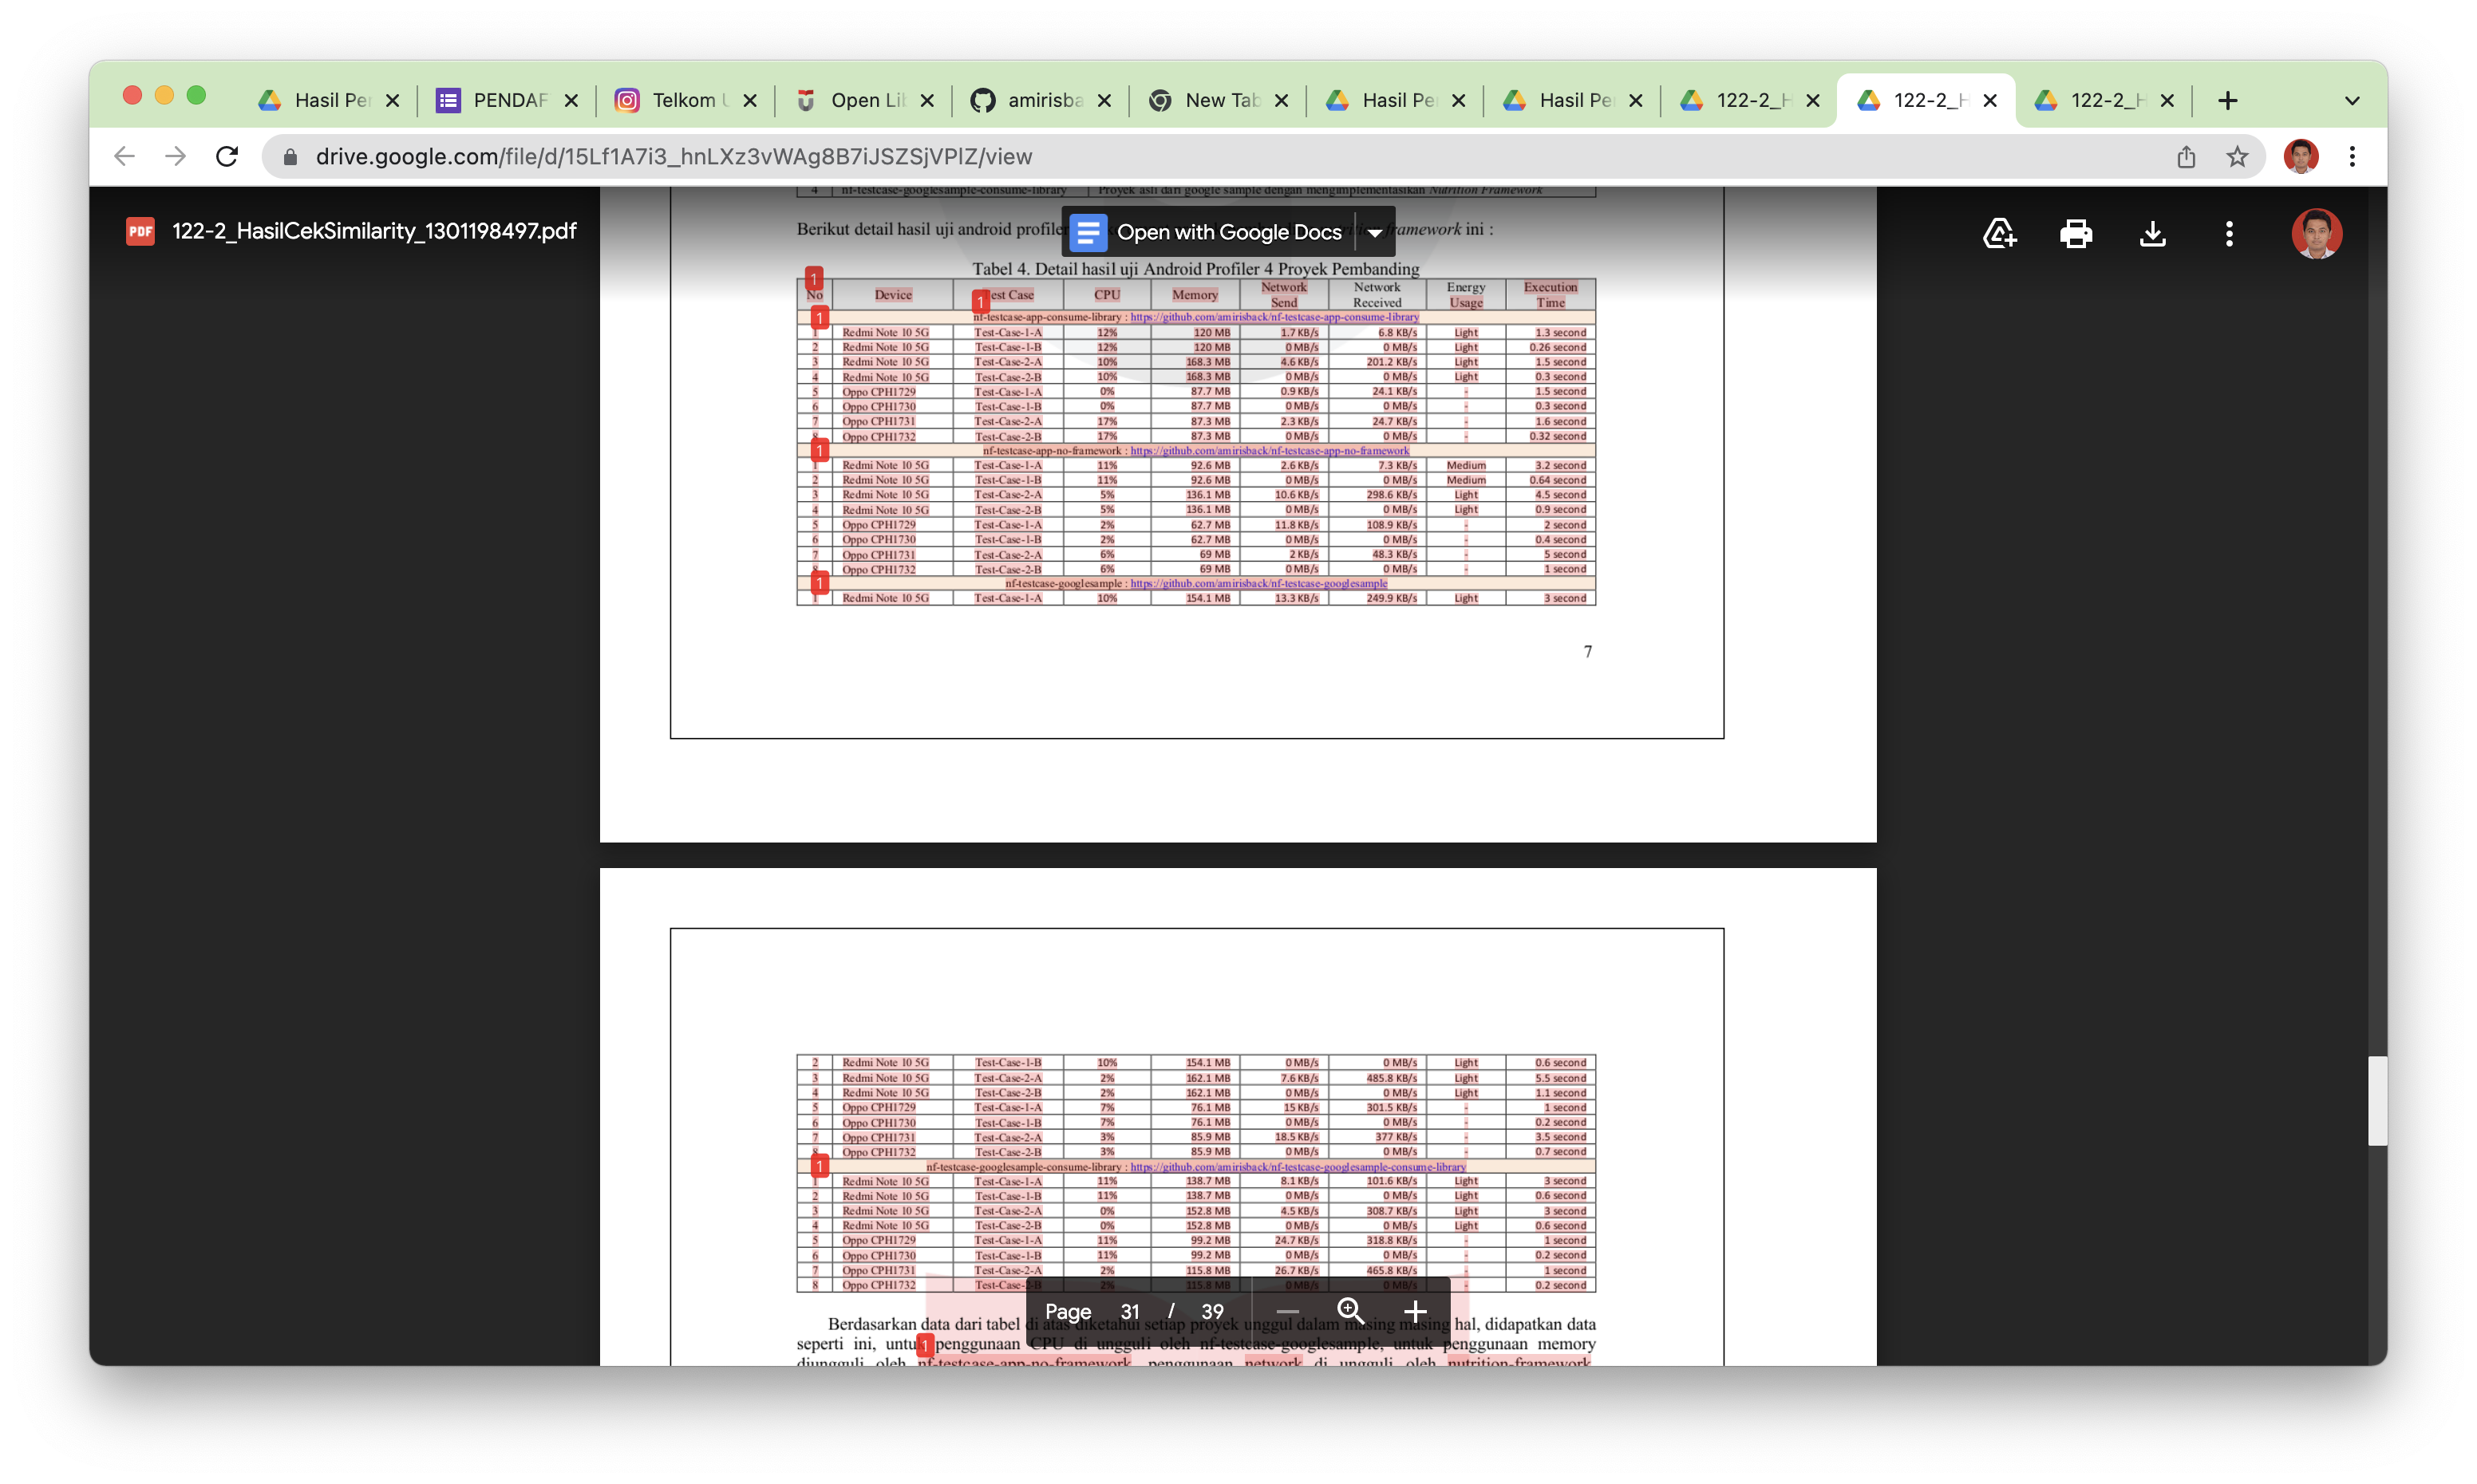 Hasil Pe
PENDAF
Telkom U
Open Li
amirisba
New Tab
Hasil Pe
Hasil Pe
122-2_H
122-2_H
122-2_H
drive.google.com/file/d/15Lf1A7i3_hnLXz3vWAg8B7iJSZSjVPlZ/view
4 nf-testcase-googlesample-consume-library Proyek asli dari google sample dengan mengimplementasikan Nutrition Framework
PDF 122-2_HasilCekSimilarity_1301198497.pdf
Open with Google Docs
Berikut detail hasil uji android profiler framework ini :
Tabel 4. Detail hasil uji Android Profiler 4 Proyek Pembanding
No Device Test Case CPU Memory Network Send Network Received Energy Usage Execution Time
nf-testcase-app-consume-library : https://github.com/amirisback/nf-testcase-app-consume-library
1 Redmi Note 10 5G Test-Case-1-A 12% 120 MB 1.7 KB/s 6.8 KB/s Light 1.3 second
2 Redmi Note 10 5G Test-Case-1-B 12% 120 MB 0 MB/s 0 MB/s Light 0.26 second
3 Redmi Note 10 5G Test-Case-2-A 10% 168.3 MB 4.6 KB/s 201.2 KB/s Light 1.5 second
4 Redmi Note 10 5G Test-Case-2-B 10% 168.3 MB 0 MB/s 0 MB/s Light 0.3 second
5 Oppo CPH1729 Test-Case-1-A 0% 87.7 MB 0.9 KB/s 24.1 KB/s - 1.5 second
6 Oppo CPH1730 Test-Case-1-B 0% 87.7 MB 0 MB/s 0 MB/s - 0.3 second
7 Oppo CPH1731 Test-Case-2-A 17% 87.3 MB 2.3 KB/s 24.7 KB/s - 1.6 second
8 Oppo CPH1732 Test-Case-2-B 17% 87.3 MB 0 MB/s 0 MB/s - 0.32 second
nf-testcase-app-no-framework : https://github.com/amirisback/nf-testcase-app-no-framework
1 Redmi Note 10 5G Test-Case-1-A 11% 92.6 MB 2.6 KB/s 7.3 KB/s Medium 3.2 second
2 Redmi Note 10 5G Test-Case-1-B 11% 92.6 MB 0 MB/s 0 MB/s Medium 0.64 second
3 Redmi Note 10 5G Test-Case-2-A 5% 136.1 MB 10.6 KB/s 298.6 KB/s Light 4.5 second
4 Redmi Note 10 5G Test-Case-2-B 5% 136.1 MB 0 MB/s 0 MB/s Light 0.9 second
5 Oppo CPH1729 Test-Case-1-A 2% 62.7 MB 11.8 KB/s 108.9 KB/s - 2 second
6 Oppo CPH1730 Test-Case-1-B 2% 62.7 MB 0 MB/s 0 MB/s - 0.4 second
7 Oppo CPH1731 Test-Case-2-A 6% 69 MB 2 KB/s 48.3 KB/s - 5 second
8 Oppo CPH1732 Test-Case-2-B 6% 69 MB 0 MB/s 0 MB/s - 1 second
nf-testcase-googlesample : https://github.com/amirisback/nf-testcase-googlesample
1 Redmi Note 10 5G Test-Case-1-A 10% 154.1 MB 13.3 KB/s 249.9 KB/s Light 3 second
7
2 Redmi Note 10 5G Test-Case-1-B 10% 154.1 MB 0 MB/s 0 MB/s Light 0.6 second
3 Redmi Note 10 5G Test-Case-2-A 2% 162.1 MB 7.6 KB/s 485.8 KB/s Light 5.5 second
4 Redmi Note 10 5G Test-Case-2-B 2% 162.1 MB 0 MB/s 0 MB/s Light 1.1 second
5 Oppo CPH1729 Test-Case-1-A 7% 76.1 MB 15 KB/s 301.5 KB/s - 1 second
6 Oppo CPH1730 Test-Case-1-B 7% 76.1 MB 0 MB/s 0 MB/s - 0.2 second
7 Oppo CPH1731 Test-Case-2-A 3% 85.9 MB 18.5 KB/s 377 KB/s - 3.5 second
8 Oppo CPH1732 Test-Case-2-B 3% 85.9 MB 0 MB/s 0 MB/s - 0.7 second
nf-testcase-googlesample-consume-library : https://github.com/amirisback/nf-testcase-googlesample-consume-library
1 Redmi Note 10 5G Test-Case-1-A 11% 138.7 MB 8.1 KB/s 101.6 KB/s Light 3 second
2 Redmi Note 10 5G Test-Case-1-B 11% 138.7 MB 0 MB/s 0 MB/s Light 0.6 second
3 Redmi Note 10 5G Test-Case-2-A 0% 152.8 MB 4.5 KB/s 308.7 KB/s Light 3 second
4 Redmi Note 10 5G Test-Case-2-B 0% 152.8 MB 0 MB/s 0 MB/s Light 0.6 second
5 Oppo CPH1729 Test-Case-1-A 11% 99.2 MB 24.7 KB/s 318.8 KB/s - 1 second
6 Oppo CPH1730 Test-Case-1-B 11% 99.2 MB 0 MB/s 0 MB/s - 0.2 second
7 Oppo CPH1731 Test-Case-2-A 2% 115.8 MB 26.7 KB/s 465.8 KB/s - 1 second
8 Oppo CPH1732 Test-Case-2-B 2% 115.8 MB 0 MB/s 0 MB/s - 0.2 second
Page 31 / 39
Berdasarkan data dari tabel di atas diketahui setiap proyek unggul dalam masing masing hal, didapatkan data
seperti ini, untuk penggunaan CPU di ungguli oleh nf-testcase-googlesample, untuk penggunaan memory
diungguli oleh nf-testcase-app-no-framework, penggunaan network di ungguli oleh nutrition-framework,